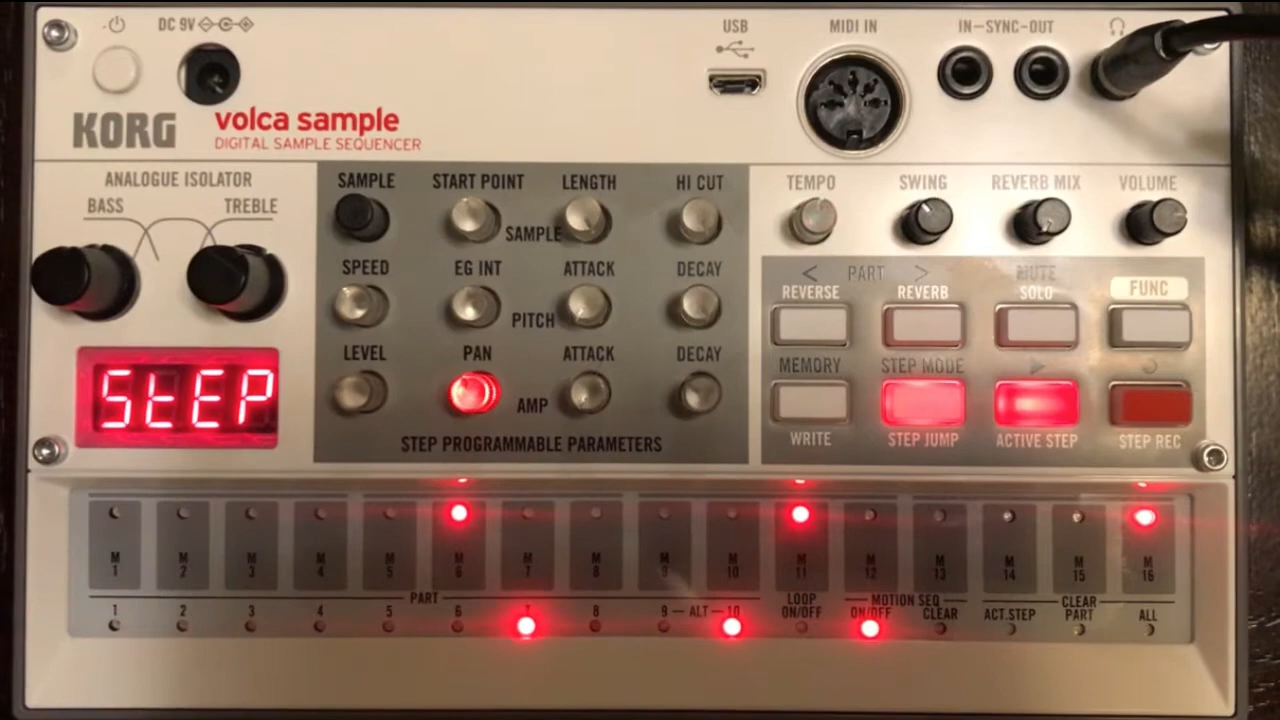 DC 9V
USB
MIDI IN
IN-SYNC-OUT
KORG
volca sample
DIGITAL SAMPLE SEQUENCER
ANALOGUE ISOLATOR
BASS TREBLE
SAMPLE START POINT LENGTH HI CUT
SAMPLE
TEMPO SWING REVERB MIX VOLUME
SPEED EG INT ATTACK DECAY
PITCH
< PART > MUTE
REVERSE REVERB SOLO FUNC
LEVEL PAN ATTACK DECAY
AMP
MEMORY STEP MODE
StEP
WRITE STEP JUMP ACTIVE STEP STEP REC
STEP PROGRAMMABLE PARAMETERS
M M M M M M M M M M M M M M M M
1 2 3 4 5 6 7 8 9 10 11 12 13 14 15 16
PART LOOP MOTION SEQ CLEAR
1 2 3 4 5 6 7 8 9 - ALT - 10 ON/OFF ON/OFF CLEAR ACT.STEP PART ALL